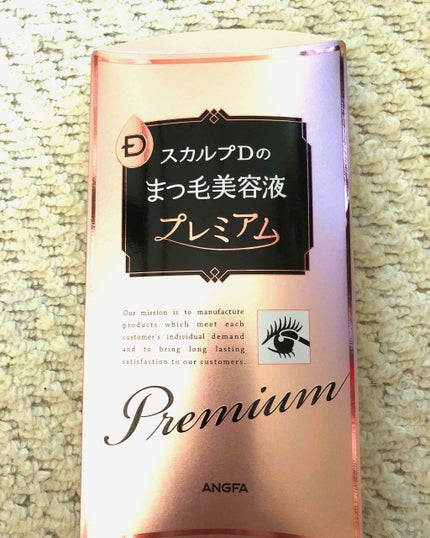 D
スカルプDの
まつ毛美容液
プレミアム
Our mission is to manufacture
products which meet each
customer's individual demand
and to bring long lasting
satisfaction to our customers.
Premium
ANGFA